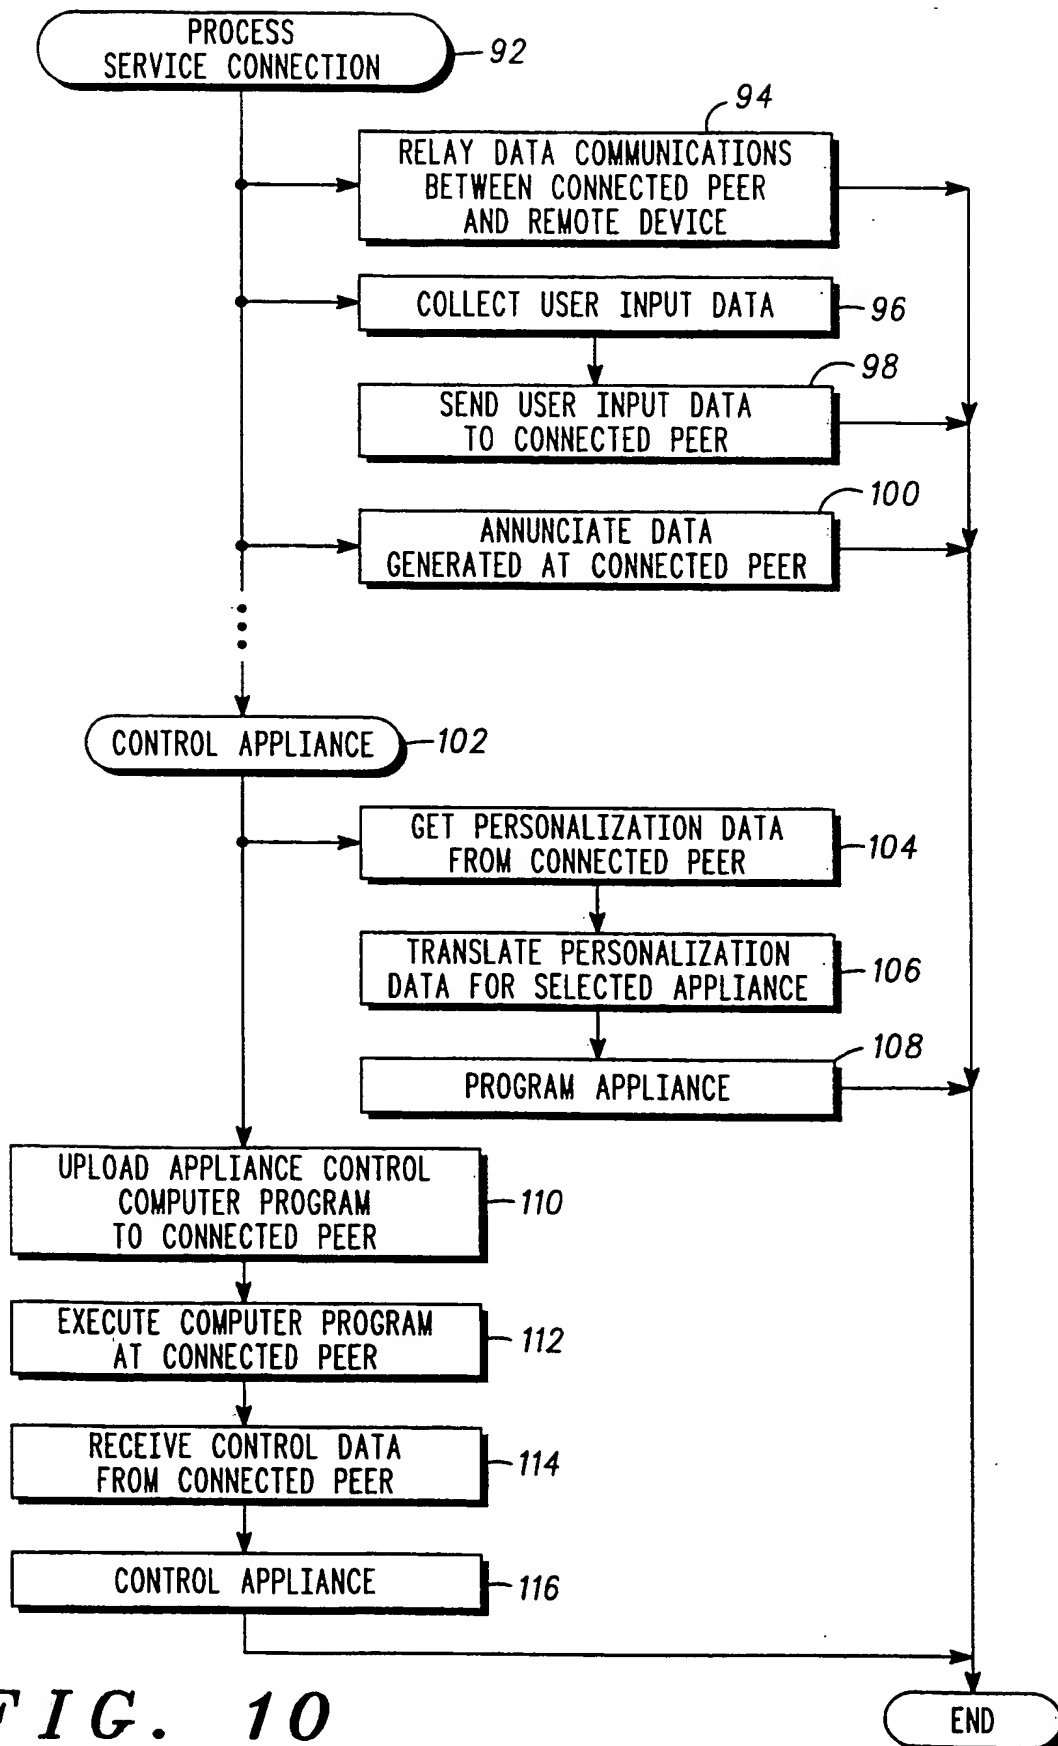 PROCESS
SERVICE CONNECTION
92
94
RELAY DATA COMMUNICATIONS
BETWEEN CONNECTED PEER
AND REMOTE DEVICE
COLLECT USER INPUT DATA
96
98
SEND USER INPUT DATA
TO CONNECTED PEER
100
ANNUNCIATE DATA
GENERATED AT CONNECTED PEER
CONTROL APPLIANCE
102
GET PERSONALIZATION DATA
FROM CONNECTED PEER
104
TRANSLATE PERSONALIZATION
DATA FOR SELECTED APPLIANCE
106
108
PROGRAM APPLIANCE
UPLOAD APPLIANCE CONTROL
COMPUTER PROGRAM
TO CONNECTED PEER
110
EXECUTE COMPUTER PROGRAM
AT CONNECTED PEER
112
RECEIVE CONTROL DATA
FROM CONNECTED PEER
114
CONTROL APPLIANCE
116
END
FIG. 10